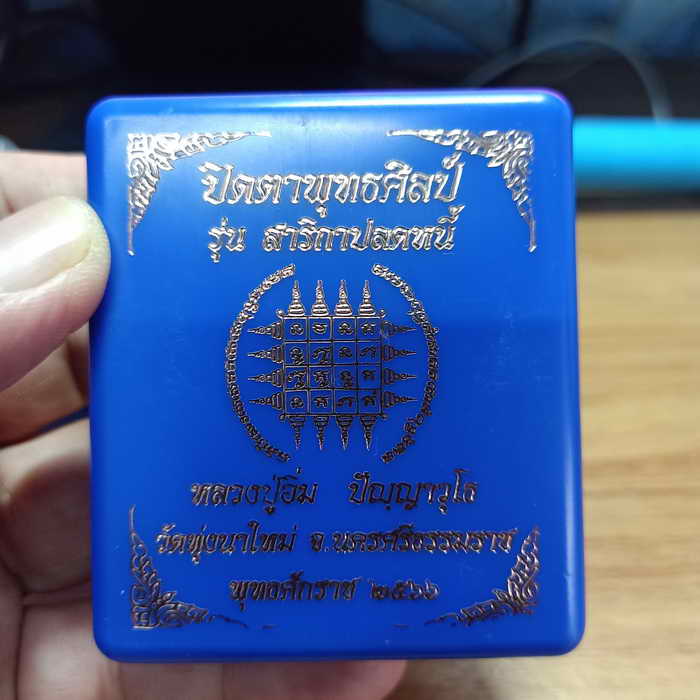 ปิดตาพุทธศิลป์
รุ่น สาริกาปลดหนี้
หลวงปู่อิ่ม ปัญฺญาวุโธ
วัดทุ่งนาใหม่ จ.นครศรีธรรมราช
พุทธศักราช ๒๕๖๖